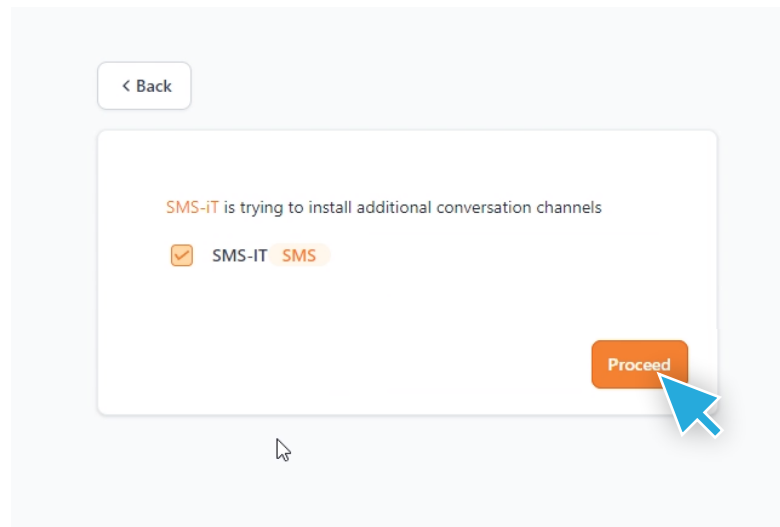 Back
SMS-iT is trying to install additional conversation channels
SMS-IT SMS
Proceed